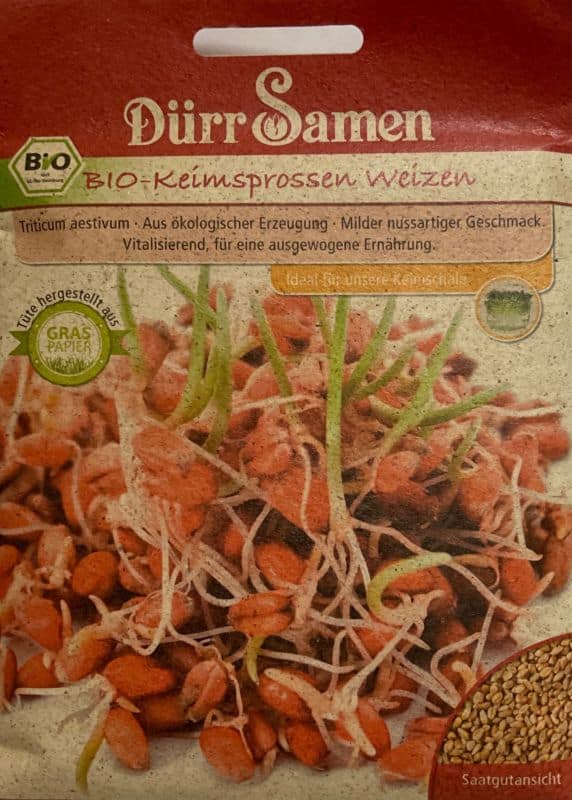 Dürr Samen
BIO
BIO-Keimsprossen Weizen
Triticum aestivum · Aus ökologischer Erzeugung · Milder nussartiger Geschmack.
Vitalisierend, für eine ausgewogene Ernährung.
Ideal für unsere Keimschale
Tüte hergestellt aus
GRAS
PAPIER
Saatgutansicht